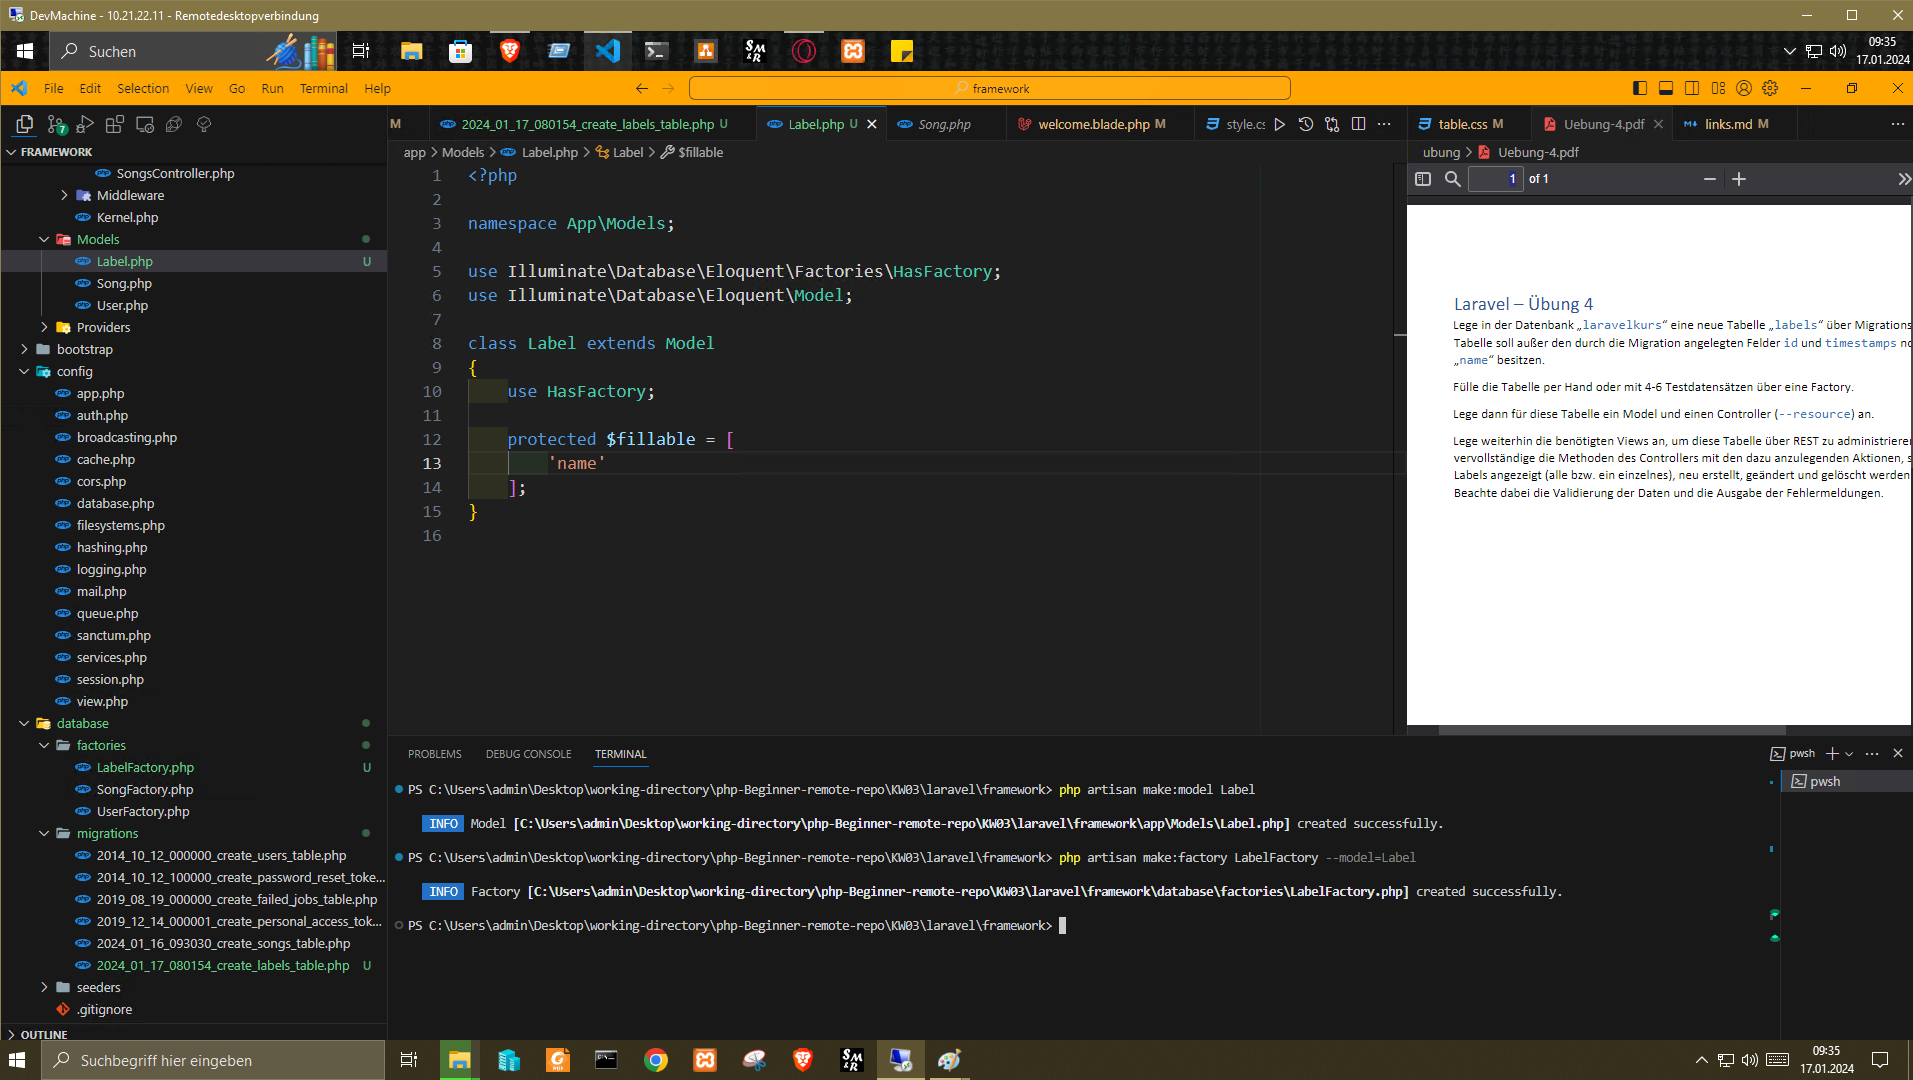 DevMachine - 10.21.22.11 - Remotedesktopverbindung
Suchen
09:35
17.01.2024
File Edit Selection View Go Run Terminal Help
framework
7
M
2024_01_17_080154_create_labels_table.php U
Label.php U
Song.php
welcome.blade.php M
style.cs
table.css M
Uebung-4.pdf
links.md M
FRAMEWORK
app > Models > Label.php > Label > $fillable
ubung > Uebung-4.pdf
1 of 1
SongsController.php
Middleware
Kernel.php
Models
Label.php U
Song.php
User.php
Providers
bootstrap
config
app.php
auth.php
broadcasting.php
cache.php
cors.php
database.php
filesystems.php
hashing.php
logging.php
mail.php
queue.php
sanctum.php
services.php
session.php
view.php
database
factories
LabelFactory.php U
SongFactory.php
UserFactory.php
migrations
2014_10_12_000000_create_users_table.php
2014_10_12_100000_create_password_reset_toke...
2019_08_19_000000_create_failed_jobs_table.php
2019_12_14_000001_create_personal_access_tok...
2024_01_16_093030_create_songs_table.php
2024_01_17_080154_create_labels_table.php U
seeders
.gitignore
OUTLINE
1 <?php
2
3 namespace App\Models;
4
5 use Illuminate\Database\Eloquent\Factories\HasFactory;
6 use Illuminate\Database\Eloquent\Model;
7
8 class Label extends Model
9 {
10 use HasFactory;
11
12 protected $fillable = [
13 'name'
14 ];
15 }
16
Laravel – Übung 4
Lege in der Datenbank „laravelkurs“ eine neue Tabelle „labels“ über Migrations
Tabelle soll außer den durch die Migration angelegten Felder id und timestamps no
„name“ besitzen.
Fülle die Tabelle per Hand oder mit 4-6 Testdatensätzen über eine Factory.
Lege dann für diese Tabelle ein Model und einen Controller (--resource) an.
Lege weiterhin die benötigten Views an, um diese Tabelle über REST zu administrieren
vervollständige die Methoden des Controllers mit den dazu anzulegenden Aktionen, s
Labels angezeigt (alle bzw. ein einzelnes), neu erstellt, geändert und gelöscht werden
Beachte dabei die Validierung der Daten und die Ausgabe der Fehlermeldungen.
PROBLEMS DEBUG CONSOLE TERMINAL
pwsh
pwsh
PS C:\Users\admin\Desktop\working-directory\php-Beginner-remote-repo\KW03\laravel\framework> php artisan make:model Label
INFO Model [C:\Users\admin\Desktop\working-directory\php-Beginner-remote-repo\KW03\laravel\framework\app\Models\Label.php] created successfully.
PS C:\Users\admin\Desktop\working-directory\php-Beginner-remote-repo\KW03\laravel\framework> php artisan make:factory LabelFactory --model=Label
INFO Factory [C:\Users\admin\Desktop\working-directory\php-Beginner-remote-repo\KW03\laravel\framework\database\factories\LabelFactory.php] created successfully.
PS C:\Users\admin\Desktop\working-directory\php-Beginner-remote-repo\KW03\laravel\framework>
Suchbegriff hier eingeben
09:35
17.01.2024